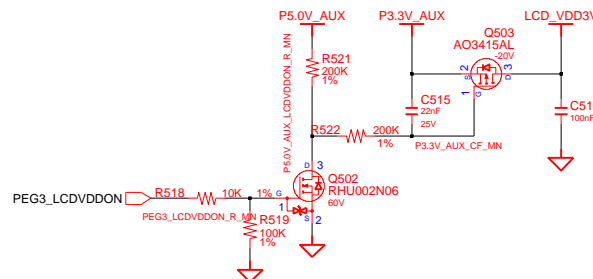 P5.0V_AUX
P3.3V_AUX
Q503
AO3415AL
-20V
LCD_VDD3V
R521
200K
1%
P5.0V_AUX_LCDVDDON_R_MN
2
S
3
D
1
G
C515
22nF
25V
C51
100nF
R522
200K
1%
P3.3V_AUX_CF_MN
D
3
Q502
RHU002N06
60V
PEG3_LCDVDDON
R518
10K
1%
G
1
S
2
PEG3_LCDVDDON_R_MN
R519
100K
1%